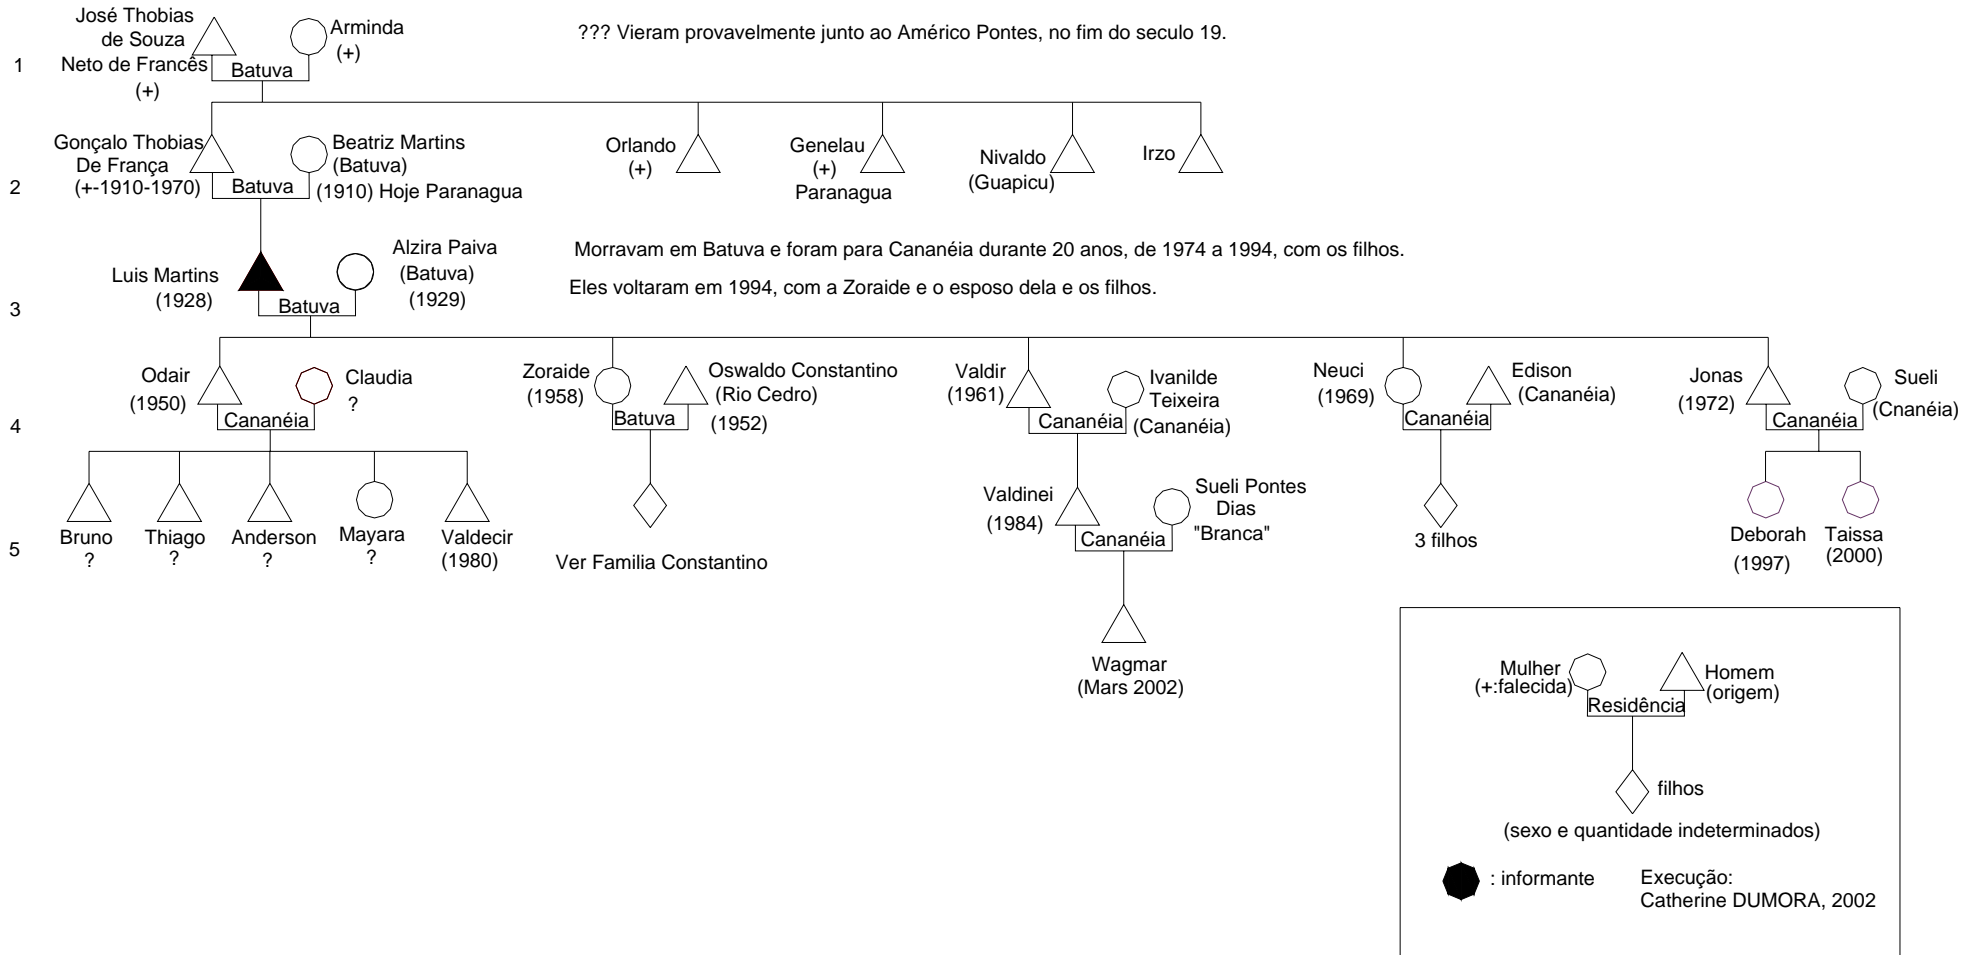 José Thobias
de Souza
Neto de Francês
(+)
Arminda
(+)
??? Vieram provavelmente junto ao Américo Pontes, no fim do seculo 19.
1
Batuva
Gonçalo Thobias
De França
(+-1910-1970)
Beatriz Martins
(Batuva)
(1910) Hoje Paranagua
Orlando
(+)
Genelau
(+)
Paranagua
Nivaldo
(Guapicu)
Irzo
2
Batuva
Luis Martins
(1928)
Alzira Paiva
(Batuva)
(1929)
Morravam em Batuva e foram para Cananéia durante 20 anos, de 1974 a 1994, com os filhos.
Eles voltaram em 1994, com a Zoraide e o esposo dela e os filhos.
3
Batuva
Odair
(1950)
Claudia
?
Cananéia
Zoraide
(1958)
Oswaldo Constantino
(Rio Cedro)
(1952)
Batuva
Valdir
(1961)
Ivanilde
Teixeira
(Cananéia)
Cananéia
Neuci
(1969)
Edison
(Cananéia)
Cananéia
Jonas
(1972)
Sueli
(Cnanéia)
Cananéia
4
Bruno
?
Thiago
?
Anderson
?
Mayara
?
Valdecir
(1980)
Ver Familia Constantino
Valdinei
(1984)
Sueli Pontes
Dias
"Branca"
Cananéia
3 filhos
Deborah
(1997)
Taissa
(2000)
5
Wagmar
(Mars 2002)
Mulher
(+:falecida)
Homem
(origem)
Residência
filhos
(sexo e quantidade indeterminados)
: informante
Execução:
Catherine DUMORA, 2002